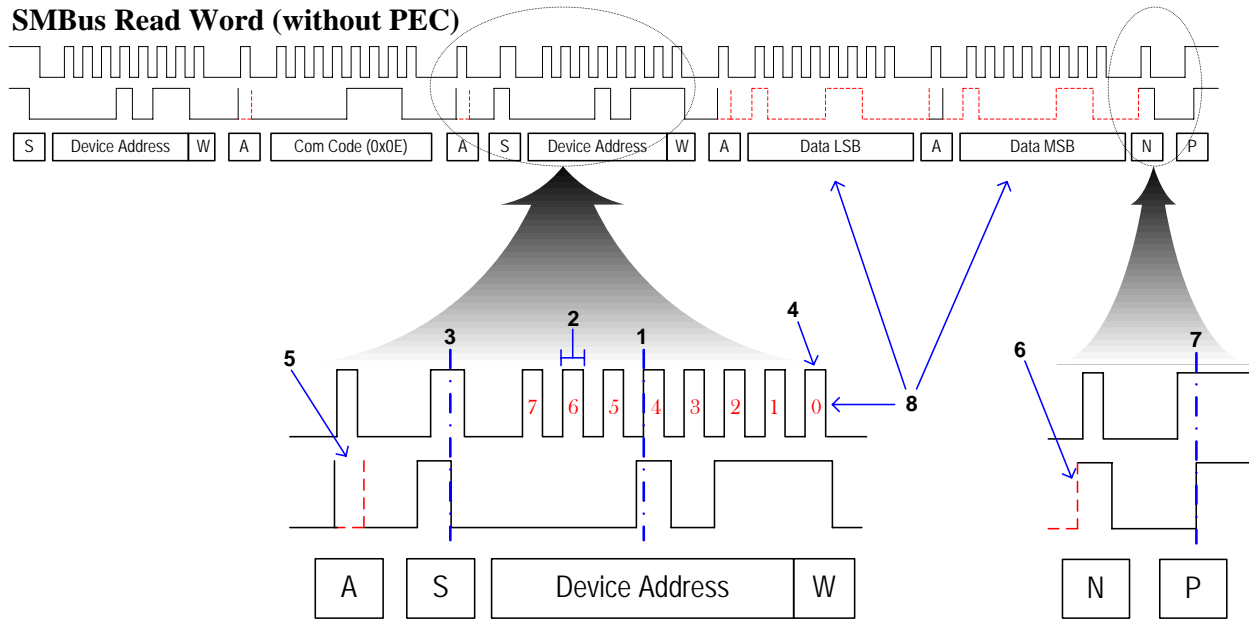 SMBus Read Word (without PEC)
S Device Address W A Com Code (0x0E) A S Device Address W A Data LSB A Data MSB N P
5 3 2 1 4 8 6 7
7 6 5 4 3 2 1 0
A S Device Address W N P